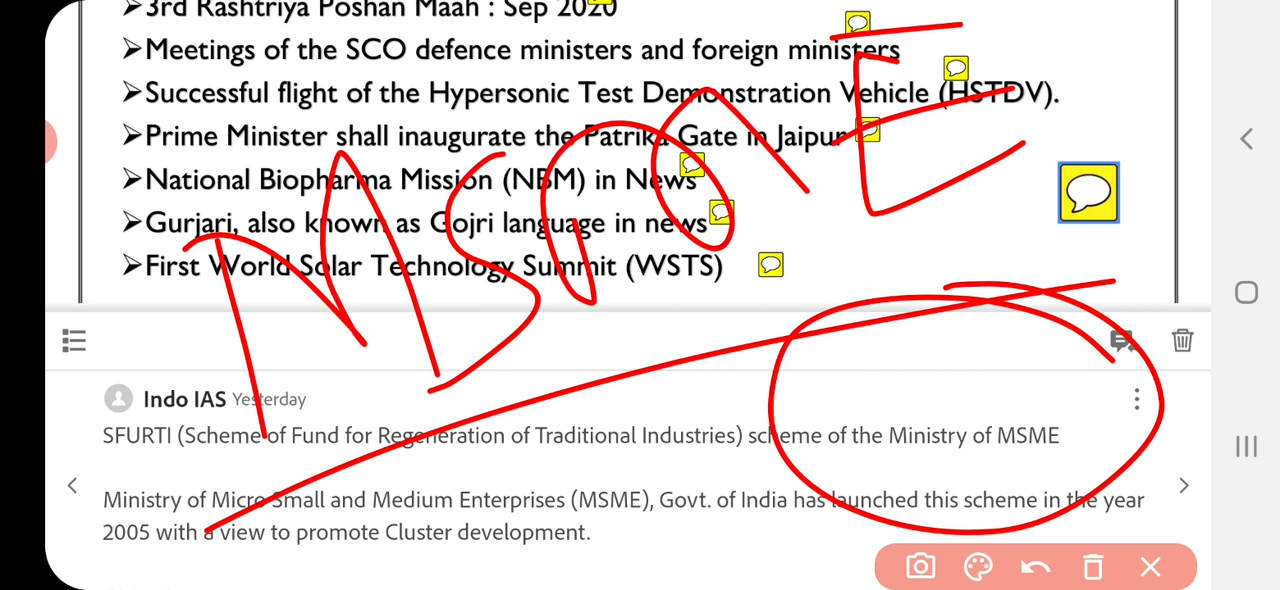 ➢3rd Rashtriya Poshan Maah : Sep 2020
➢Meetings of the SCO defence ministers and foreign ministers
➢Successful flight of the Hypersonic Test Demonstration Vehicle (HSTDV).
➢Prime Minister shall inaugurate the Patrika Gate in Jaipur
➢National Biopharma Mission (NBM) in News
➢Gurjari, also known as Gojri language in news
➢First World Solar Technology Summit (WSTS)
Indo IAS Yesterday
SFURTI (Scheme of Fund for Regeneration of Traditional Industries) scheme of the Ministry of MSME
Ministry of Micro Small and Medium Enterprises (MSME), Govt. of India has launched this scheme in the year
2005 with a view to promote Cluster development.